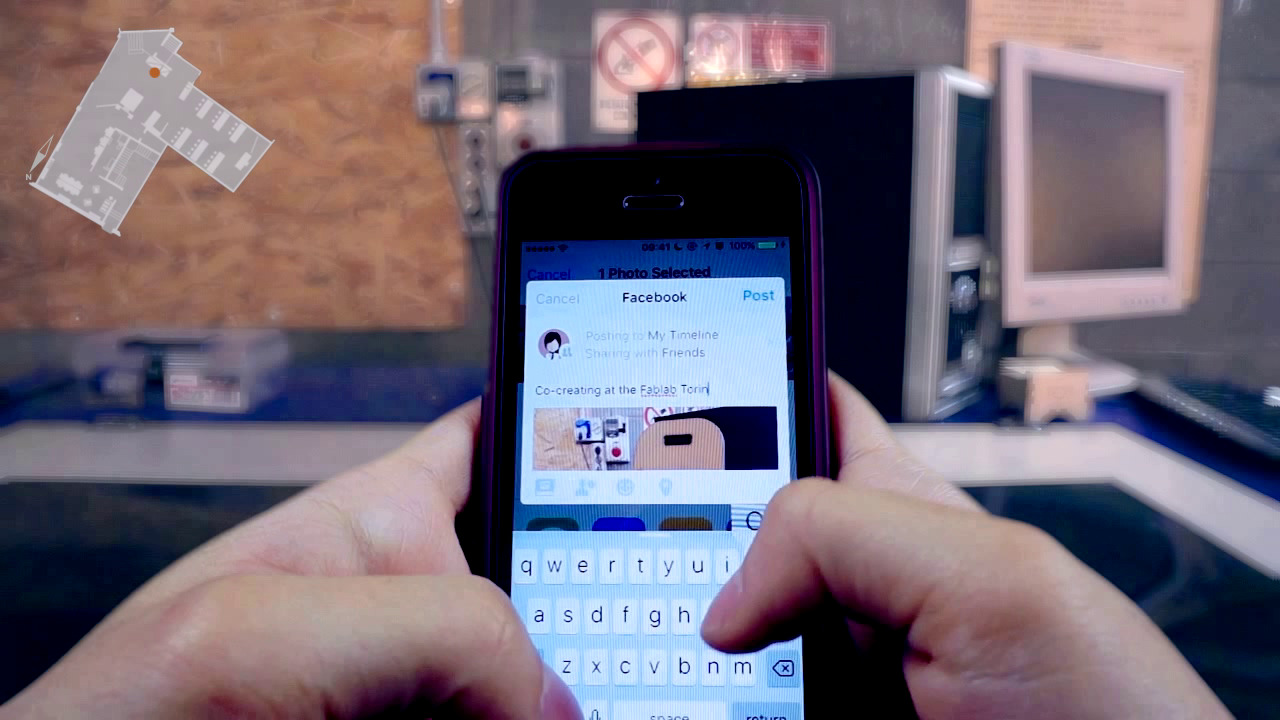 N
09:41 100%
Cancel 1 Photo Selected
Cancel Facebook Post
Posting to My Timeline
Sharing with Friends
Co-creating at the Fablab Torin
q w e r t y u i
a s d f g h
z x c v b n m
space return